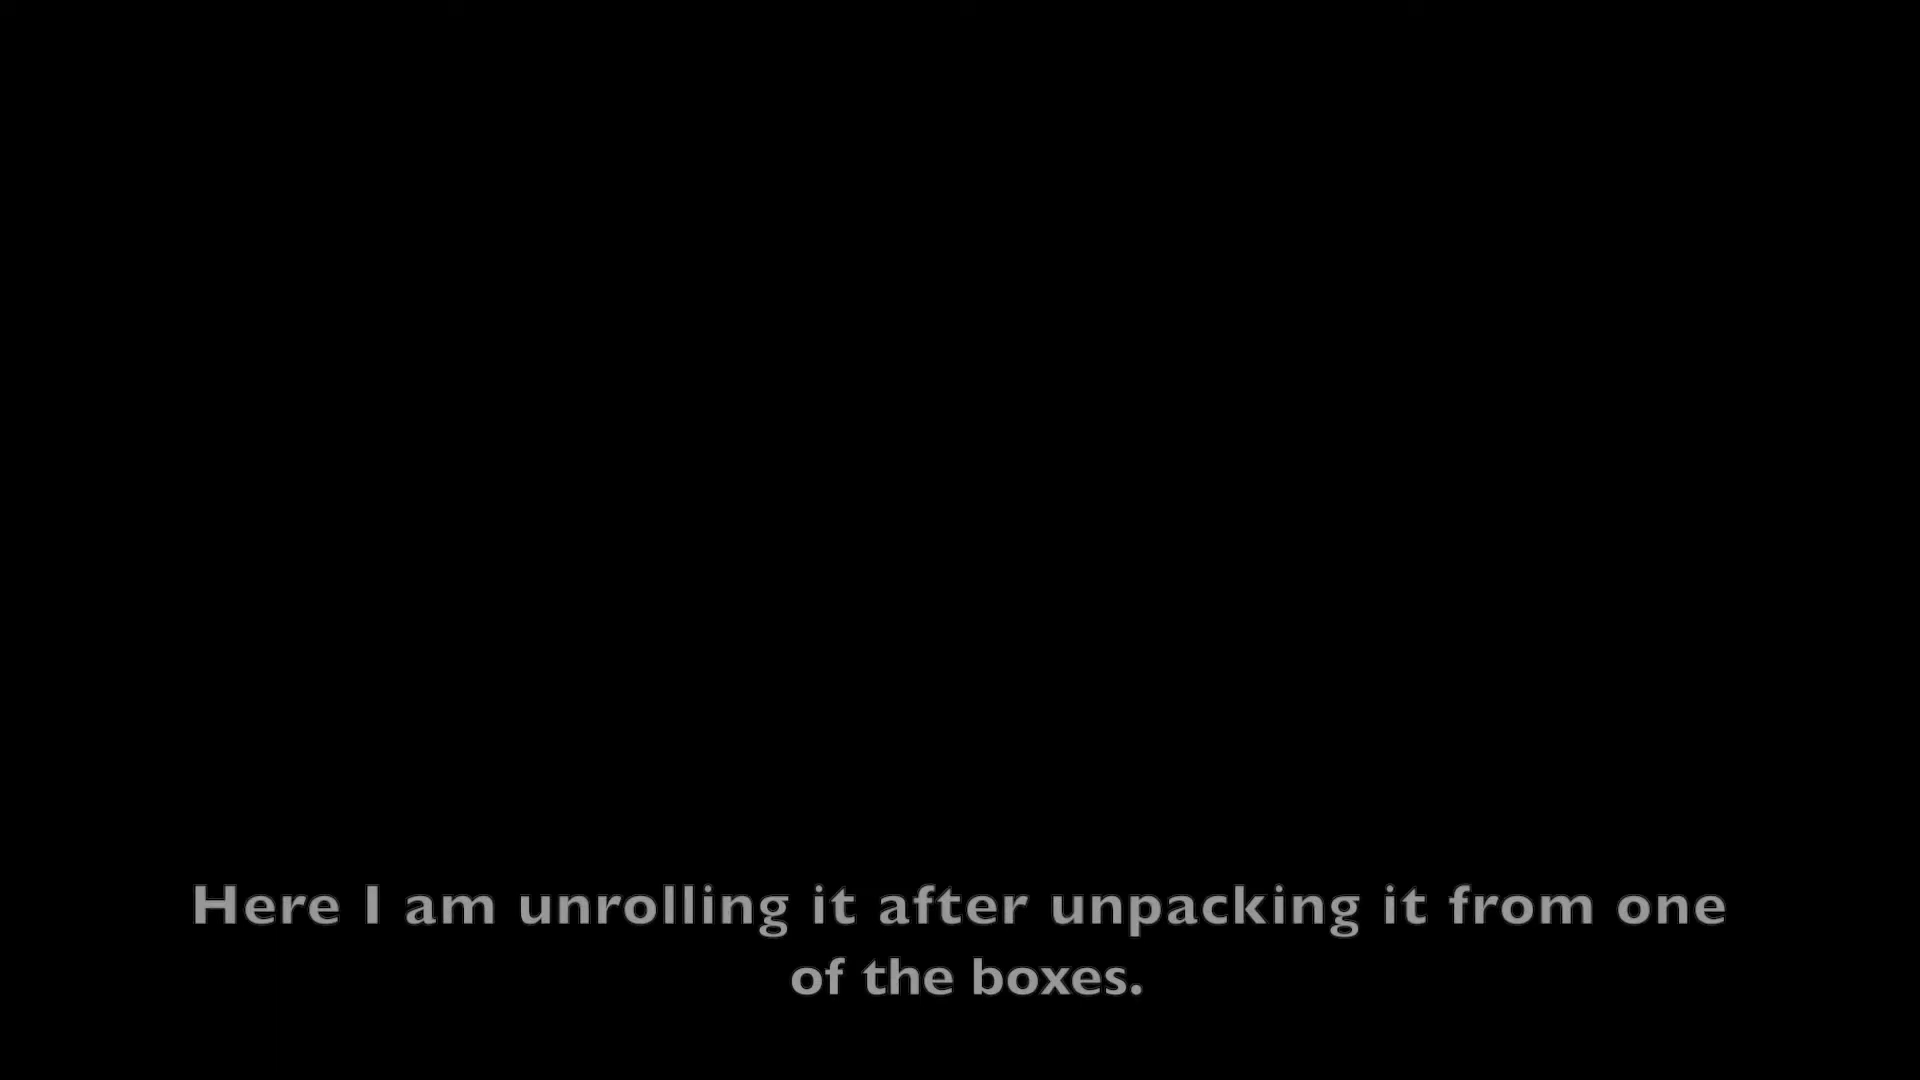 Here I am unrolling it after unpacking it from one
of the boxes.